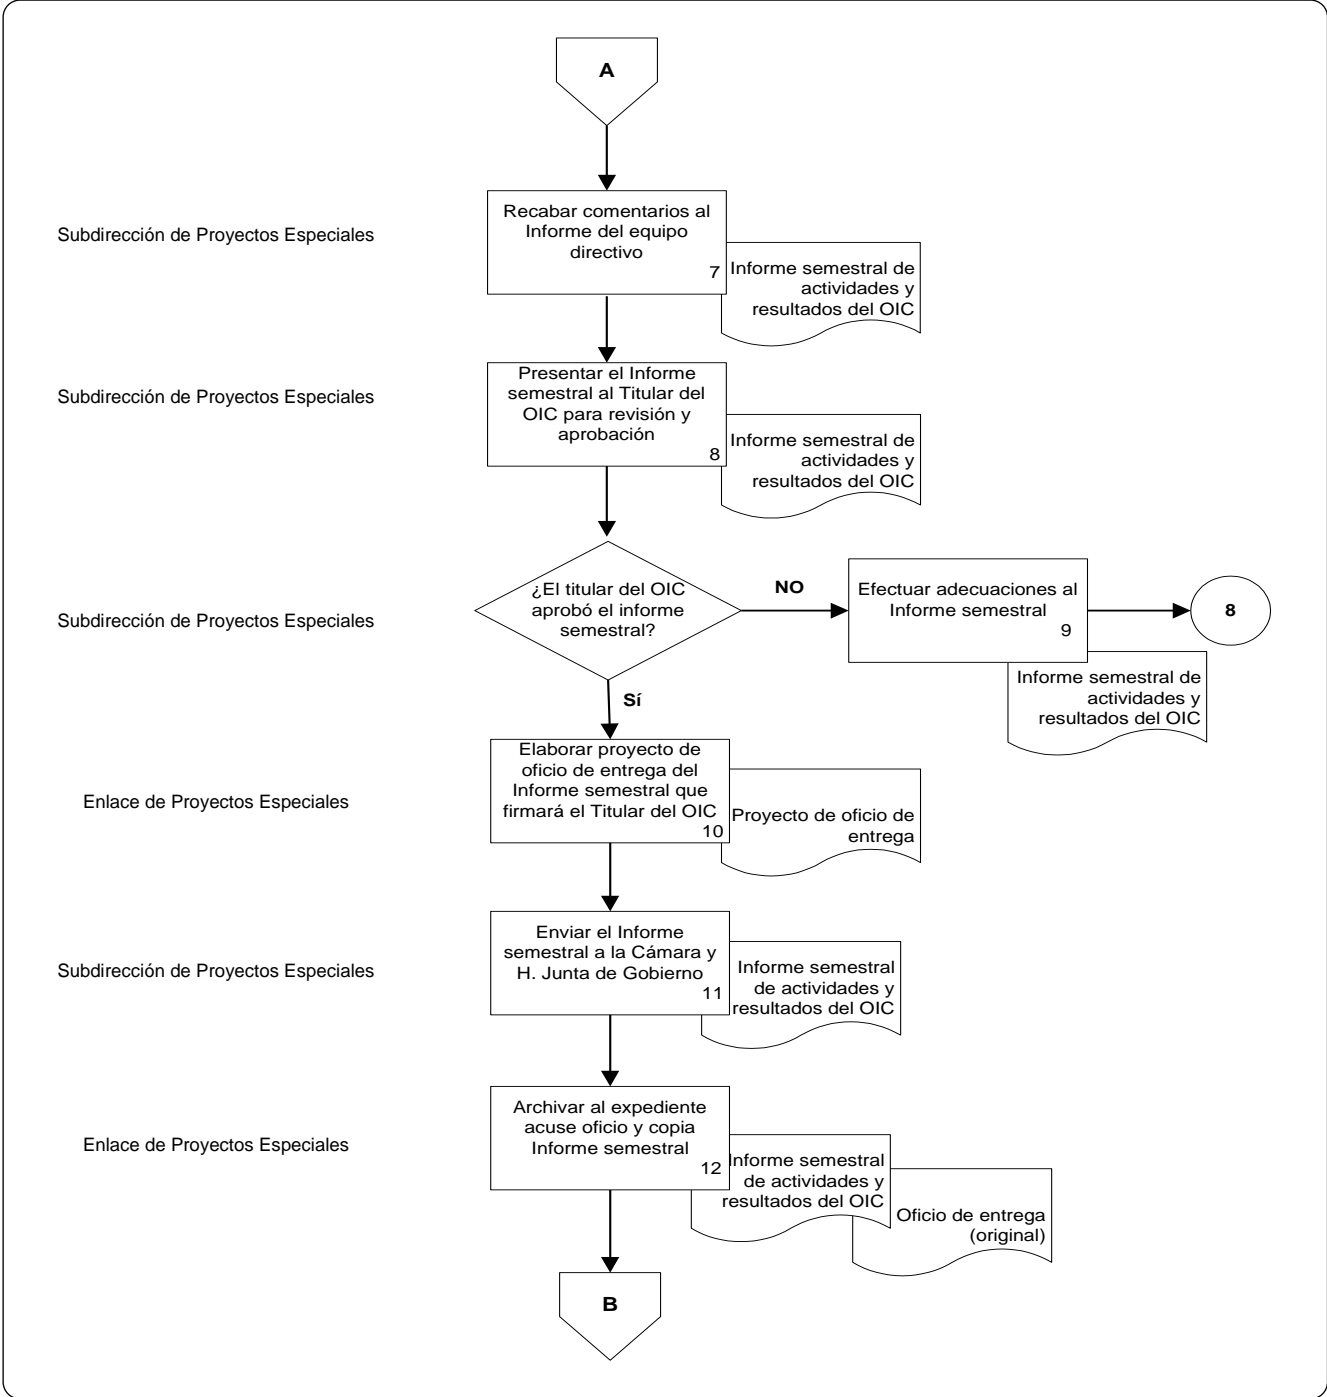 A
Subdirección de Proyectos Especiales
Recabar comentarios al
Informe del equipo
directivo
7
Informe semestral de
actividades y
resultados del OIC
Subdirección de Proyectos Especiales
Presentar el Informe
semestral al Titular del
OIC para revisión y
aprobación
8
Informe semestral de
actividades y
resultados del OIC
Subdirección de Proyectos Especiales
¿El titular del OIC
aprobó el informe
semestral?
NO
Efectuar adecuaciones al
Informe semestral
9
8
Informe semestral de
actividades y
resultados del OIC
Sí
Enlace de Proyectos Especiales
Elaborar proyecto de
oficio de entrega del
Informe semestral que
firmará el Titular del OIC
10
Proyecto de oficio de
entrega
Subdirección de Proyectos Especiales
Enviar el Informe
semestral a la Cámara y
H. Junta de Gobierno
11
Informe semestral
de actividades y
resultados del OIC
Enlace de Proyectos Especiales
Archivar al expediente
acuse oficio y copia
Informe semestral
12
Informe semestral
de actividades y
resultados del OIC
Oficio de entrega
(original)
B